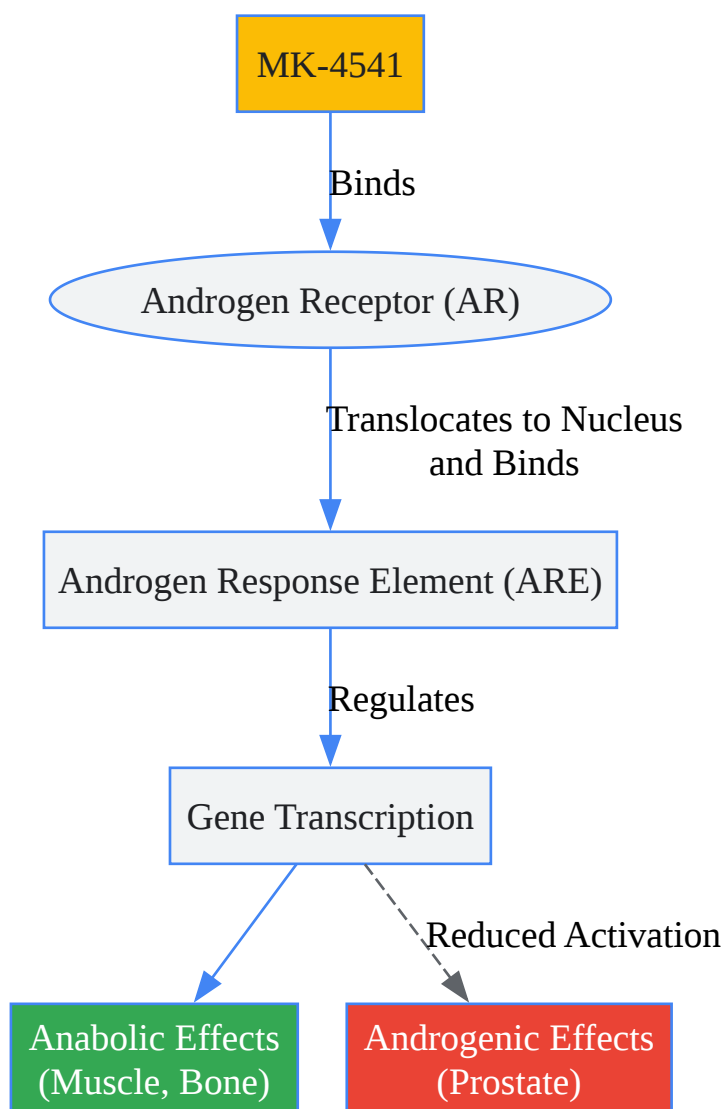 MK-4541
Binds
Androgen Receptor (AR)
Translocates to Nucleus
and Binds
Androgen Response Element (ARE)
Regulates
Gene Transcription
Reduced Activation
Anabolic Effects
(Muscle, Bone)
Androgenic Effects
(Prostate)